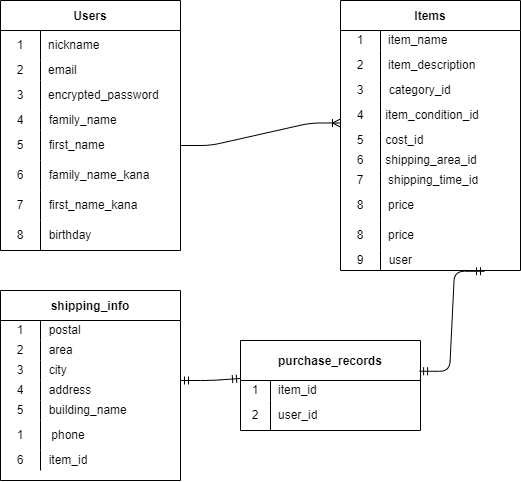 Users
1 nickname
2 email
3 encrypted_password
4 family_name
5 first_name
6 family_name_kana
7 first_name_kana
8 birthday
Items
1 item_name
2 item_description
3 category_id
4 item_condition_id
5 cost_id
6 shipping_area_id
7 shipping_time_id
8 price
8 price
9 user
shipping_info
1 postal
2 area
3 city
4 address
5 building_name
1 phone
6 item_id
purchase_records
1 item_id
2 user_id